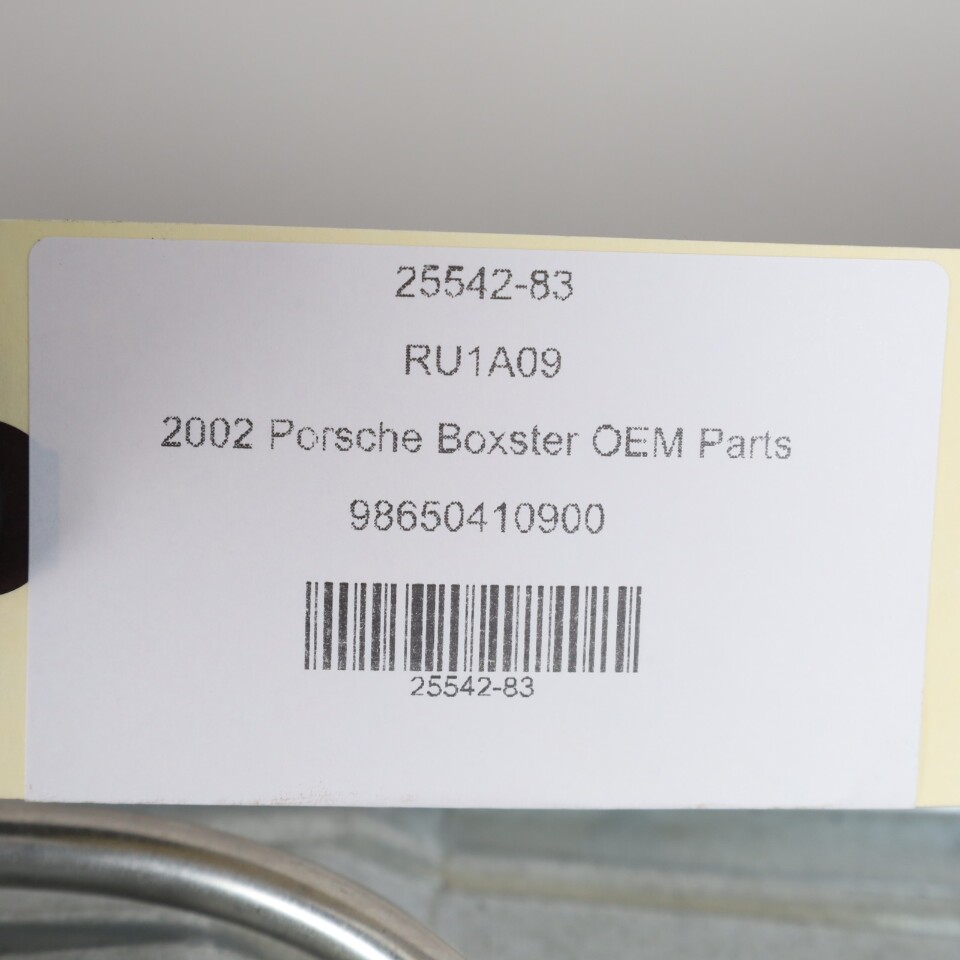 25542-83
RU1A09
2002 Porsche Boxster OEM Parts
98650410900
25542-83